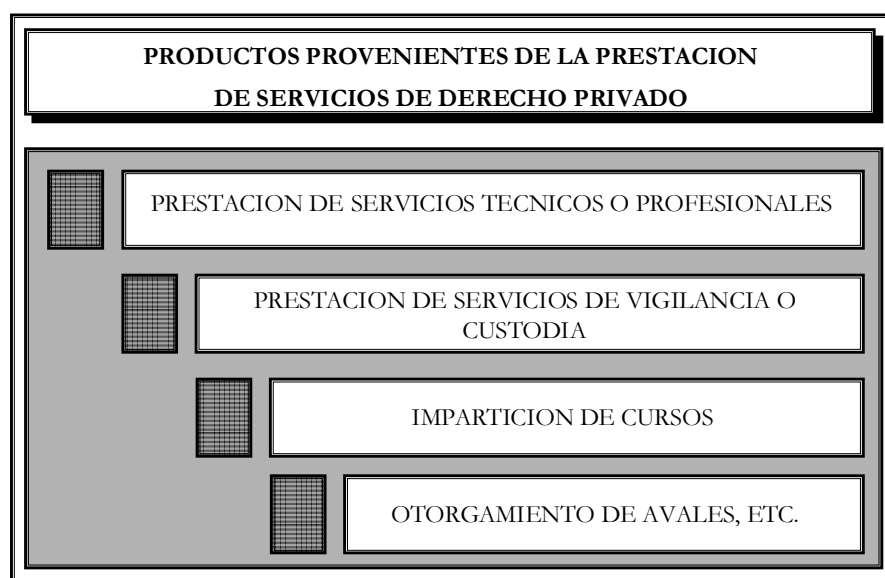 PRODUCTOS PROVENIENTES DE LA PRESTACION
DE SERVICIOS DE DERECHO PRIVADO
PRESTACION DE SERVICIOS TECNICOS O PROFESIONALES
PRESTACION DE SERVICIOS DE VIGILANCIA O
CUSTODIA
IMPARTICION DE CURSOS
OTORGAMIENTO DE AVALES, ETC.